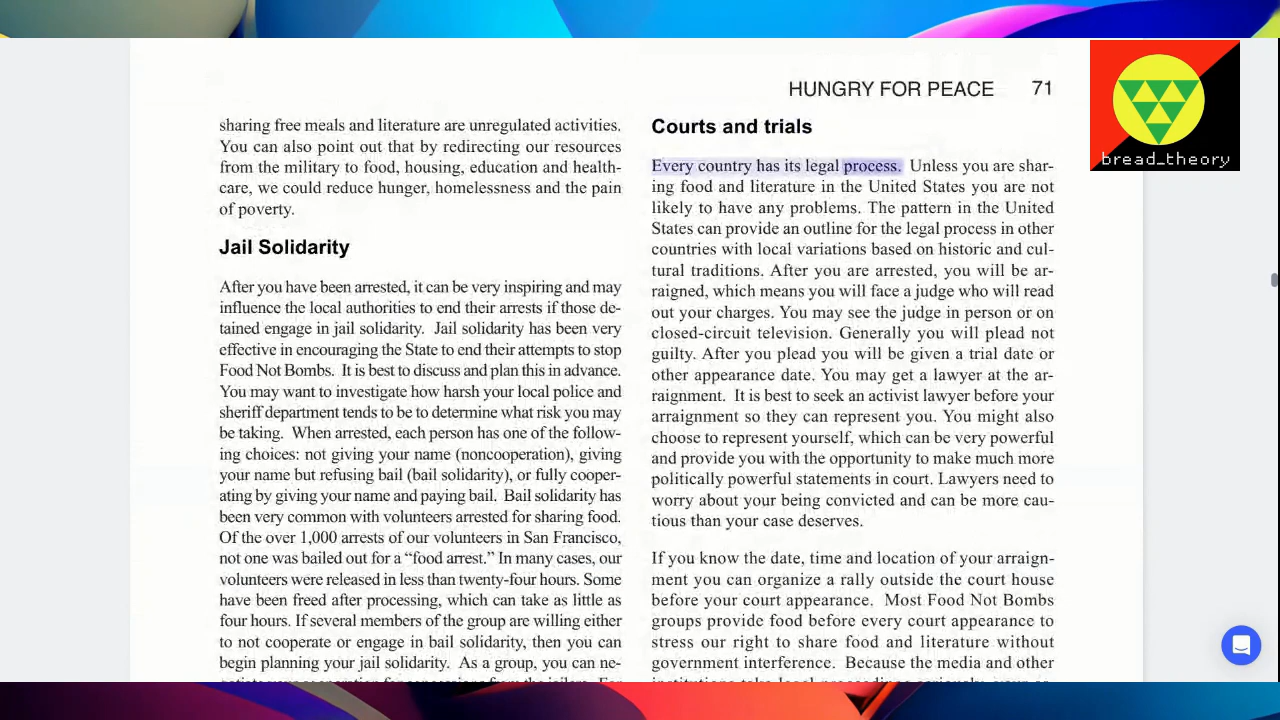 HUNGRY FOR PEACE 71
sharing free meals and literature are unregulated activities.
You can also point out that by redirecting our resources
from the military to food, housing, education and health-
care, we could reduce hunger, homelessness and the pain
of poverty.
Jail Solidarity
After you have been arrested, it can be very inspiring and may
influence the local authorities to end their arrests if those de-
tained engage in jail solidarity. Jail solidarity has been very
effective in encouraging the State to end their attempts to stop
Food Not Bombs. It is best to discuss and plan this in advance.
You may want to investigate how harsh your local police and
sheriff department tends to be to determine what risk you may
be taking. When arrested, each person has one of the follow-
ing choices: not giving your name (noncooperation), giving
your name but refusing bail (bail solidarity), or fully cooper-
ating by giving your name and paying bail. Bail solidarity has
been very common with volunteers arrested for sharing food.
Of the over 1,000 arrests of our volunteers in San Francisco,
not one was bailed out for a “food arrest.” In many cases, our
volunteers were released in less than twenty-four hours. Some
have been freed after processing, which can take as little as
four hours. If several members of the group are willing either
to not cooperate or engage in bail solidarity, then you can
begin planning your jail solidarity. As a group, you can ne-
Courts and trials
Every country has its legal process. Unless you are shar-
ing food and literature in the United States you are not
likely to have any problems. The pattern in the United
States can provide an outline for the legal process in other
countries with local variations based on historic and cul-
tural traditions. After you are arrested, you will be ar-
raigned, which means you will face a judge who will read
out your charges. You may see the judge in person or on
closed-circuit television. Generally you will plead not
guilty. After you plead you will be given a trial date or
other appearance date. You may get a lawyer at the ar-
raignment. It is best to seek an activist lawyer before your
arraignment so they can represent you. You might also
choose to represent yourself, which can be very powerful
and provide you with the opportunity to make much more
politically powerful statements in court. Lawyers need to
worry about your being convicted and can be more cau-
tious than your case deserves.
If you know the date, time and location of your arraign-
ment you can organize a rally outside the court house
before your court appearance. Most Food Not Bombs
groups provide food before every court appearance to
stress our right to share food and literature without
government interference. Because the media and other
bread_theory